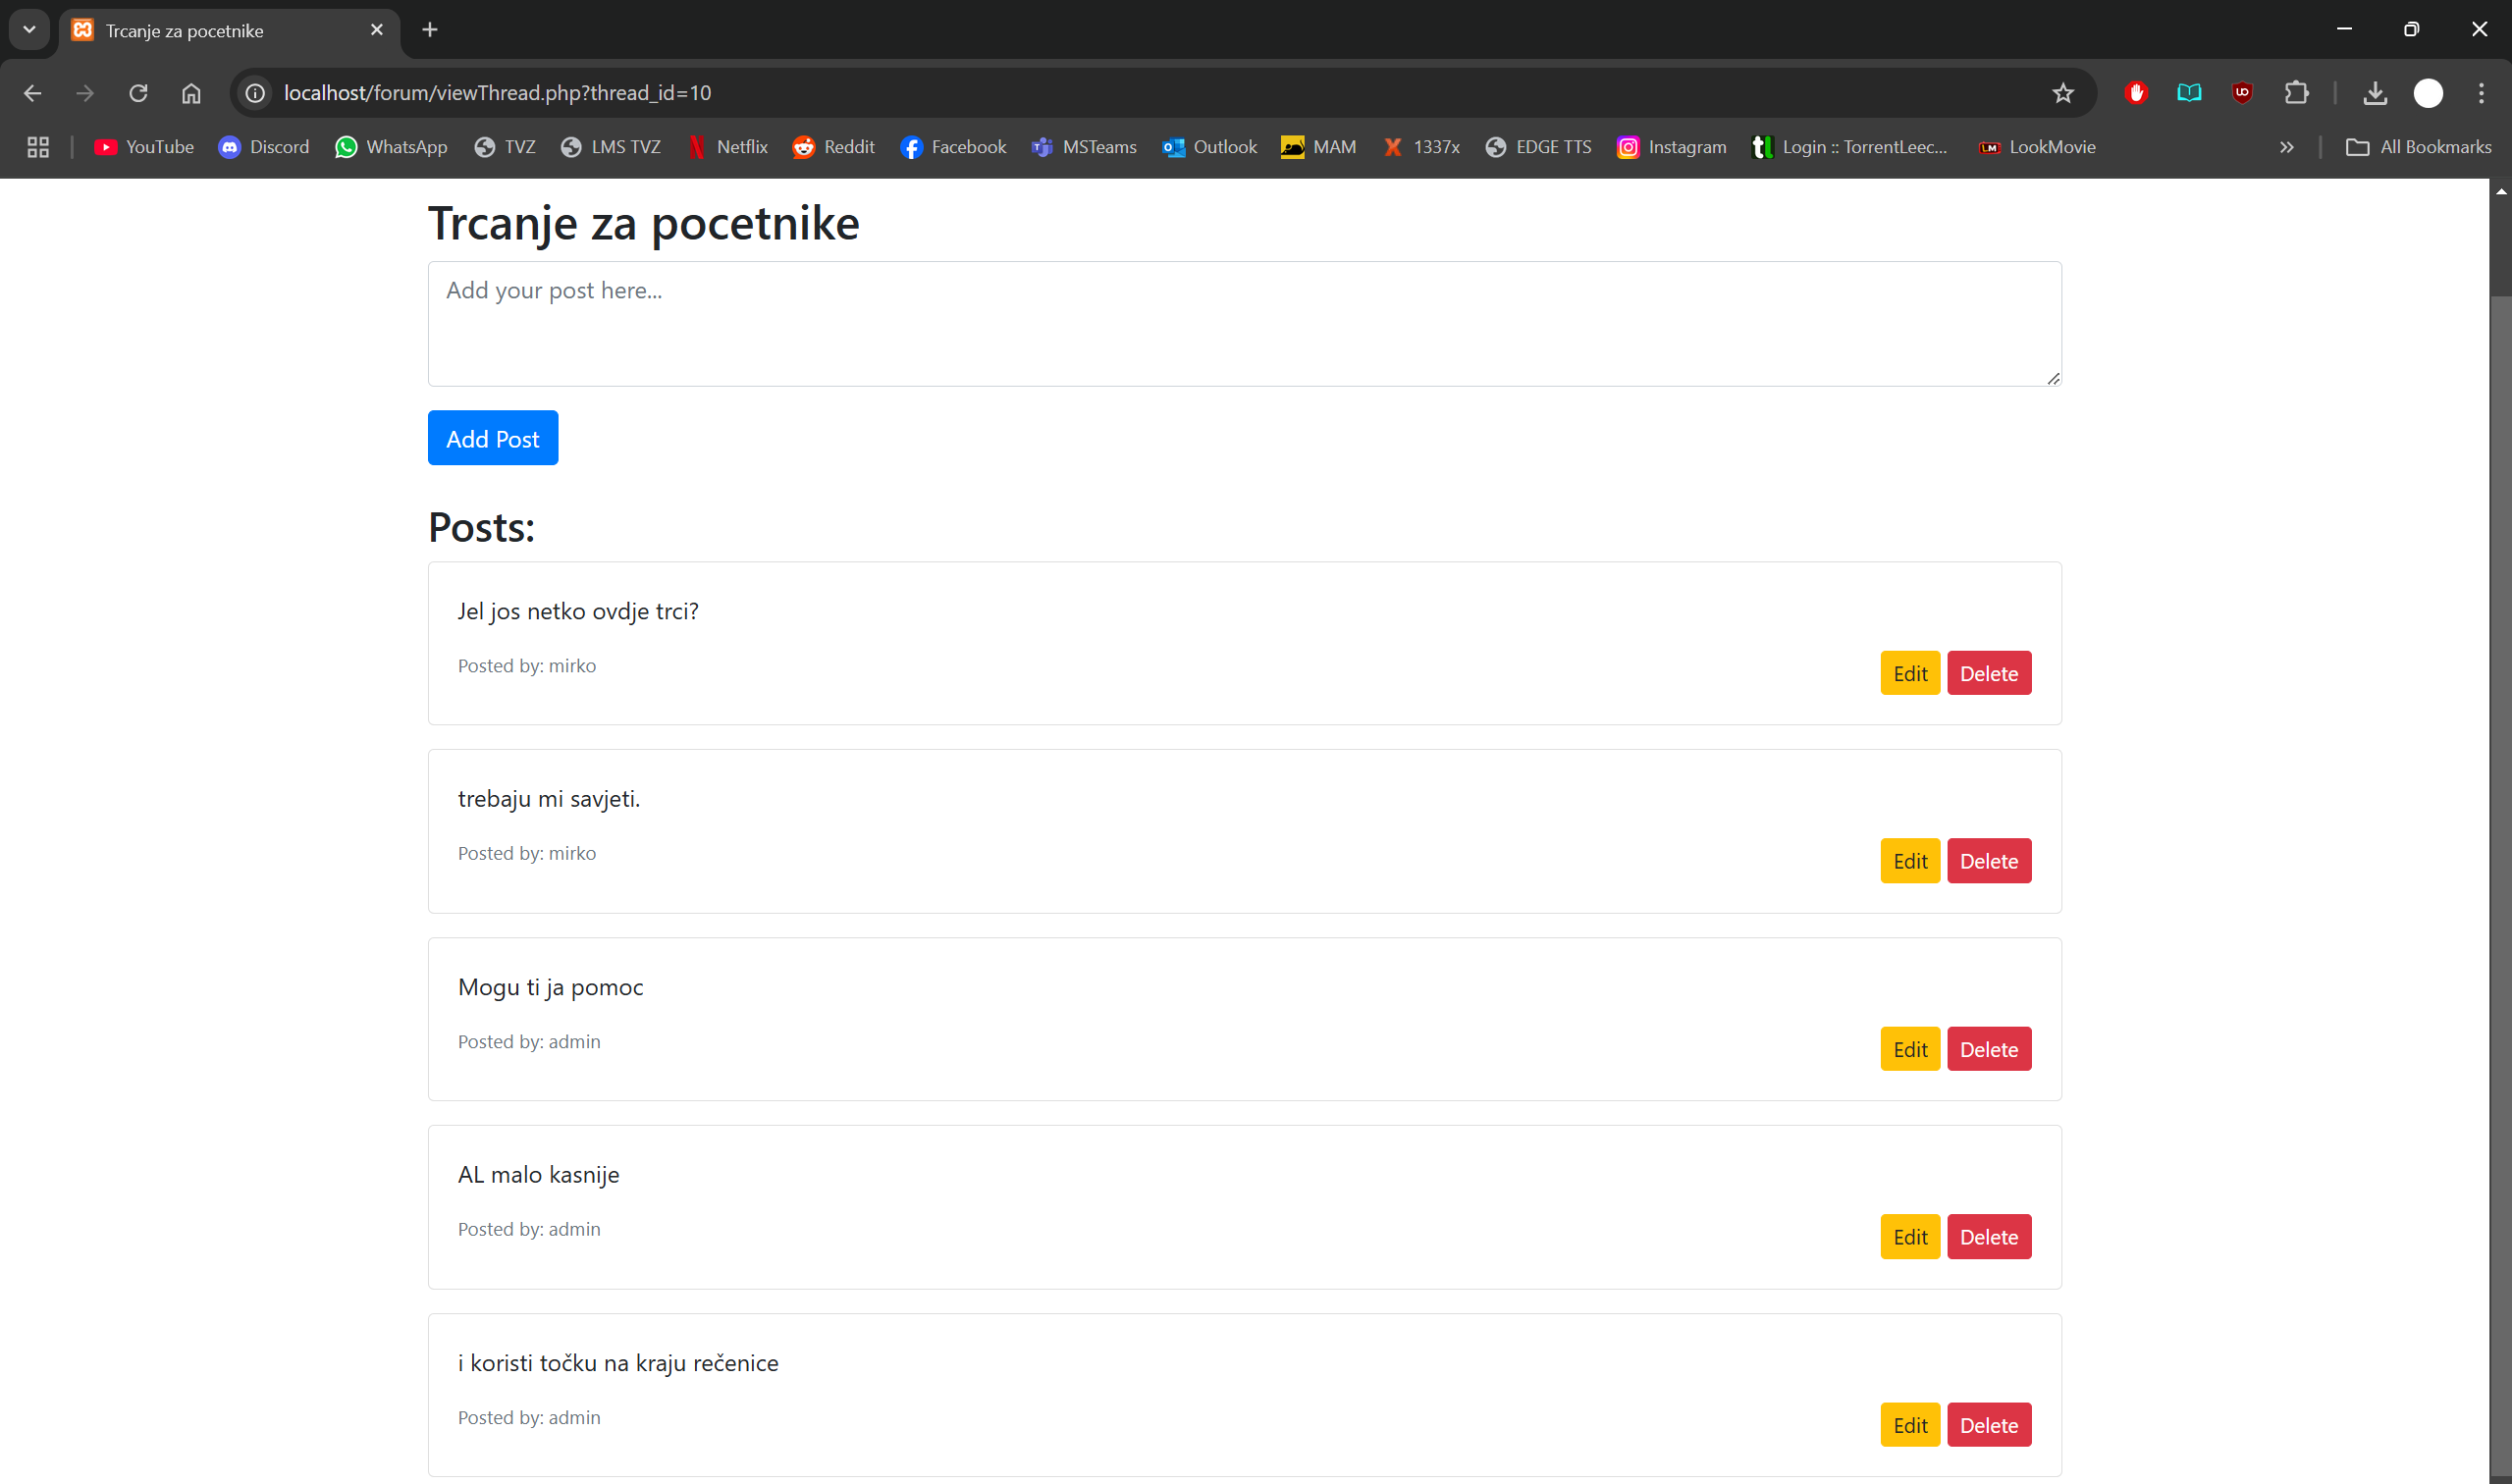 Trcanje za pocetnike
localhost/forum/viewThread.php?thread_id=10
YouTube Discord WhatsApp TVZ LMS TVZ Netflix Reddit Facebook MSTeams Outlook MAM 1337x EDGE TTS Instagram Login :: TorrentLeec... LookMovie » All Bookmarks
Trcanje za pocetnike
Add your post here...
Add Post
Posts:
Jel jos netko ovdje trci?
Posted by: mirko
Edit Delete
trebaju mi savjeti.
Posted by: mirko
Edit Delete
Mogu ti ja pomoc
Posted by: admin
Edit Delete
AL malo kasnije
Posted by: admin
Edit Delete
i koristi točku na kraju rečenice
Posted by: admin
Edit Delete